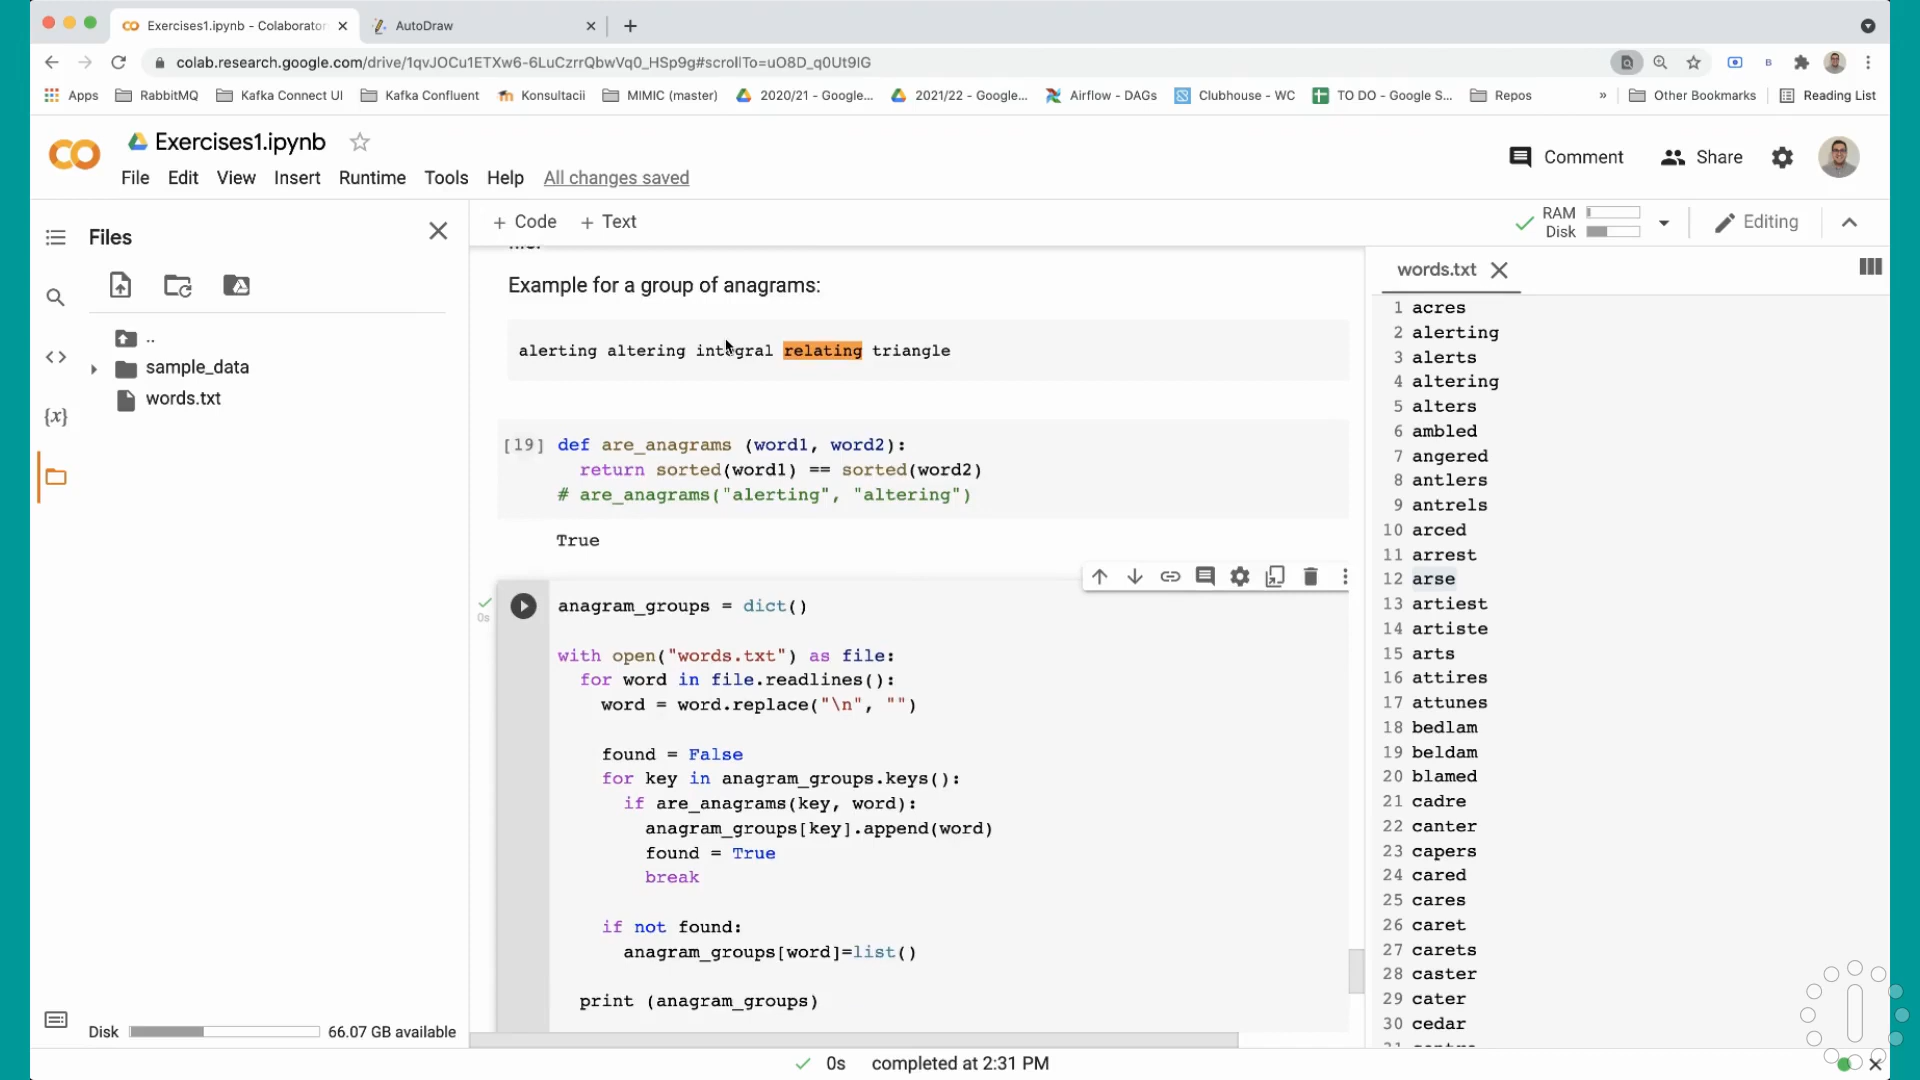 Exercises1.ipynb - Colaborator
AutoDraw
colab.research.google.com/drive/1qvJOCu1ETXw6-6LuCzrrQbwVq0_HSp9g#scrollTo=uO8D_q0Ut9IG
Apps RabbitMQ Kafka Connect UI Kafka Confluent Konsultacii MIMIC (master) 2020/21 - Google... 2021/22 - Google... Airflow - DAGs Clubhouse - WC TO DO - Google S... Repos » Other Bookmarks Reading List
CO Exercises1.ipynb
Comment Share
File Edit View Insert Runtime Tools Help All changes saved
Files
+ Code + Text
RAM
Disk
Editing
..
sample_data
words.txt
{x}
Example for a group of anagrams:
alerting altering integral relating triangle
[19] def are_anagrams (word1, word2):
return sorted(word1) == sorted(word2)
# are_anagrams("alerting", "altering")
True
0s
anagram_groups = dict()
with open("words.txt") as file:
for word in file.readlines():
word = word.replace("\n", "")
found = False
for key in anagram_groups.keys():
if are_anagrams(key, word):
anagram_groups[key].append(word)
found = True
break
if not found:
anagram_groups[word]=list()
print (anagram_groups)
words.txt
1 acres
2 alerting
3 alerts
4 altering
5 alters
6 ambled
7 angered
8 antlers
9 antrels
10 arced
11 arrest
12 arse
13 artiest
14 artiste
15 arts
16 attires
17 attunes
18 bedlam
19 beldam
20 blamed
21 cadre
22 canter
23 capers
24 cared
25 cares
26 caret
27 carets
28 caster
29 cater
30 cedar
Disk 66.07 GB available
0s completed at 2:31 PM